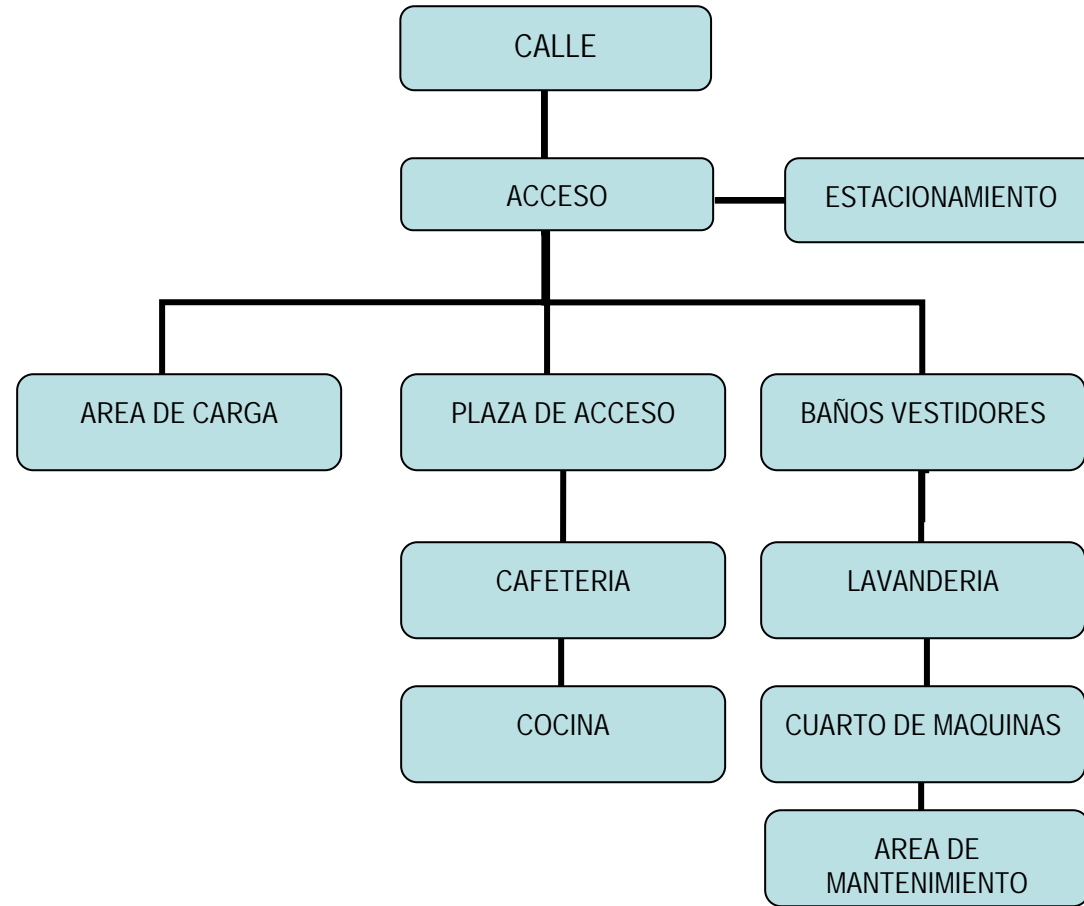 CALLE
ACCESO
ESTACIONAMIENTO
AREA DE CARGA
PLAZA DE ACCESO
BAÑOS VESTIDORES
CAFETERIA
LAVANDERIA
COCINA
CUARTO DE MAQUINAS
AREA DE
MANTENIMIENTO